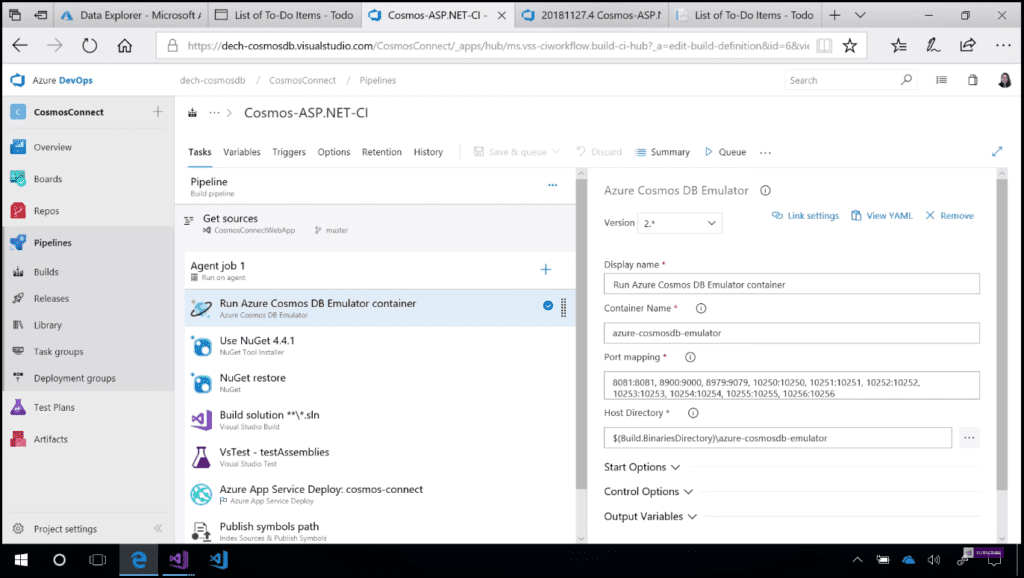 Data Explorer - Microsoft A
List of To-Do Items - Todo
Cosmos-ASP.NET-CI -
20181127.4 Cosmos-ASP.N
List of To-Do Items - Todo
https://dech-cosmosdb.visualstudio.com/CosmosConnect/_apps/hub/ms.vss-ciworkflow.build-ci-hub?_a=edit-build-definition&id=6&vie
Azure DevOps
dech-cosmosdb / CosmosConnect / Pipelines
Search
C CosmosConnect
Cosmos-ASP.NET-CI
Overview
Boards
Repos
Pipelines
Builds
Releases
Library
Task groups
Deployment groups
Test Plans
Artifacts
Project settings
Tasks Variables Triggers Options Retention History Save & queue Discard Summary Queue
Pipeline
Build pipeline
Get sources
CosmosConnectWebApp master
Agent job 1
Run on agent
Run Azure Cosmos DB Emulator container
Azure Cosmos DB Emulator
Use NuGet 4.4.1
NuGet Tool Installer
NuGet restore
NuGet
Build solution **\*.sln
Visual Studio Build
VsTest - testAssemblies
Visual Studio Test
Azure App Service Deploy: cosmos-connect
Azure App Service Deploy
Publish symbols path
Index Sources & Publish Symbols
Azure Cosmos DB Emulator
Version 2.*
Link settings View YAML Remove
Display name *
Run Azure Cosmos DB Emulator container
Container Name *
azure-cosmosdb-emulator
Port mapping *
8081:8081, 8900:9000, 8979:9079, 10250:10250, 10251:10251, 10252:10252,
10253:10253, 10254:10254, 10255:10255, 10256:10256
Host Directory *
$(Build.BinariesDirectory)\azure-cosmosdb-emulator
Start Options
Control Options
Output Variables
SUBSCRIBE